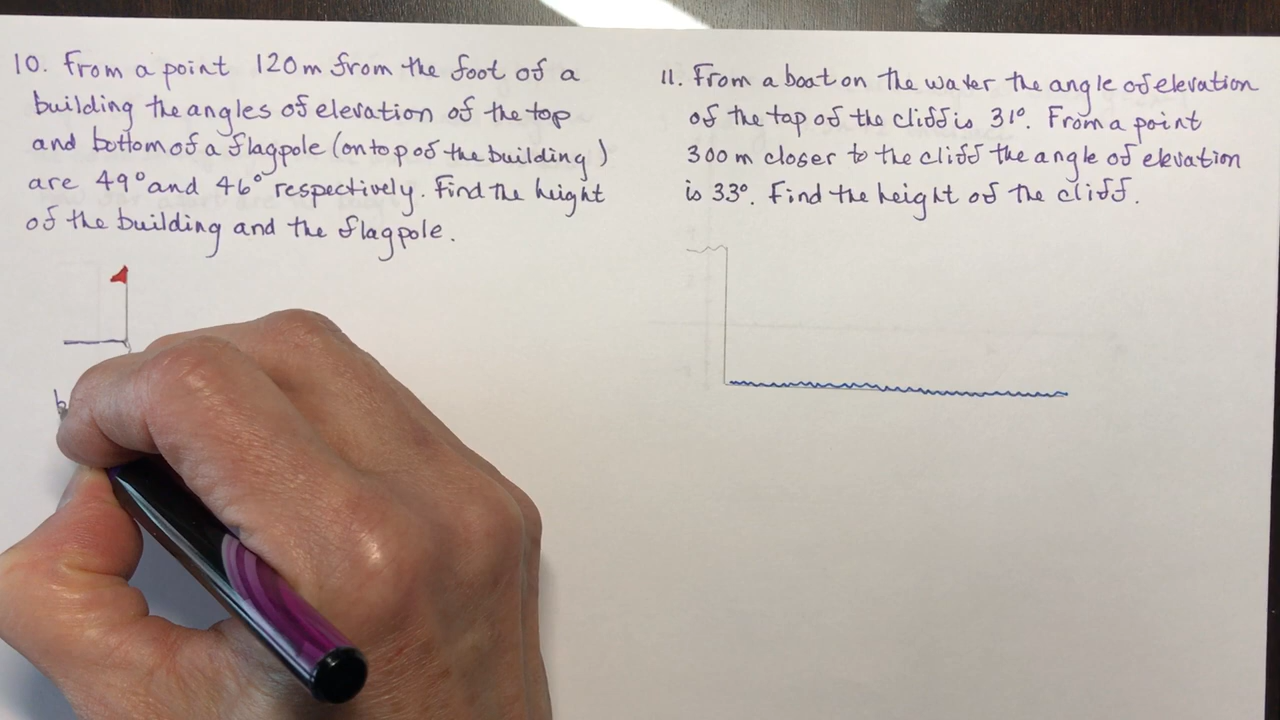 10. From a point 120m from the foot of a
building the angles of elevation of the top
and bottom of a flagpole (on top of the building)
are 49° and 46° respectively. Find the height
of the building and the flagpole.
11. From a boat on the water the angle of elevation
of the top of the cliff is 31°. From a point
300 m closer to the cliff the angle of elevation
is 33°. Find the height of the cliff.